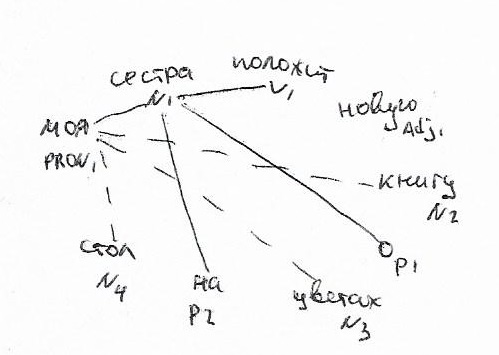 сестра
N₁
положит
V₁
новую
Adj₁
моя
PRON₁
книгу
N₂
P1
цветах
N₃
на
P2
стол
N₄